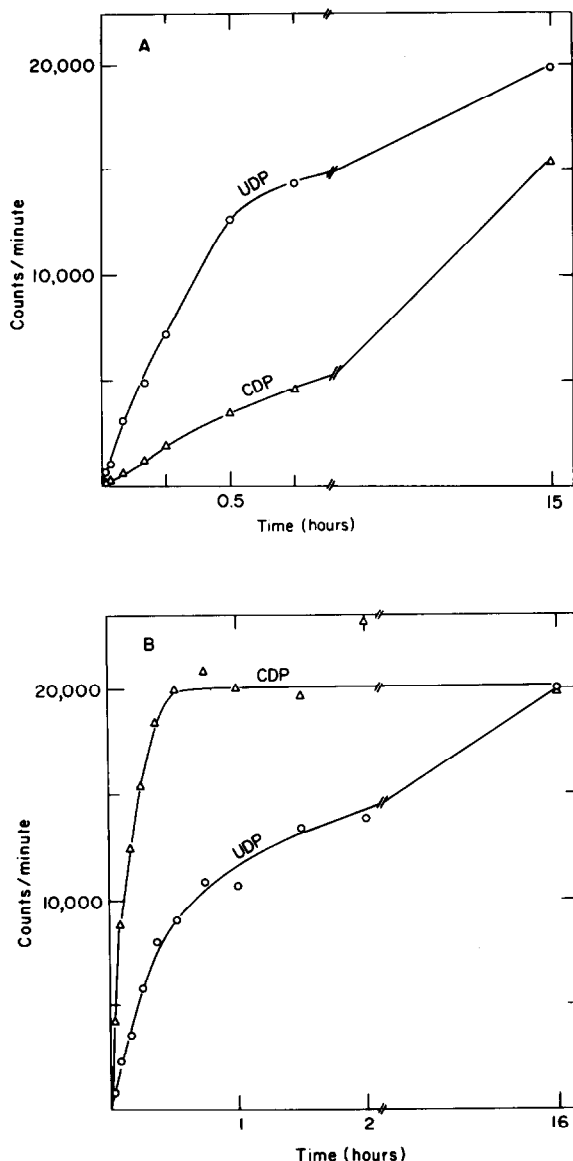 A
20,000
UDP
10,000
Counts/minute
CDP
0.5
15
Time (hours)
B
CDP
20,000
UDP
10,000
Counts/minute
1
2
16
Time (hours)